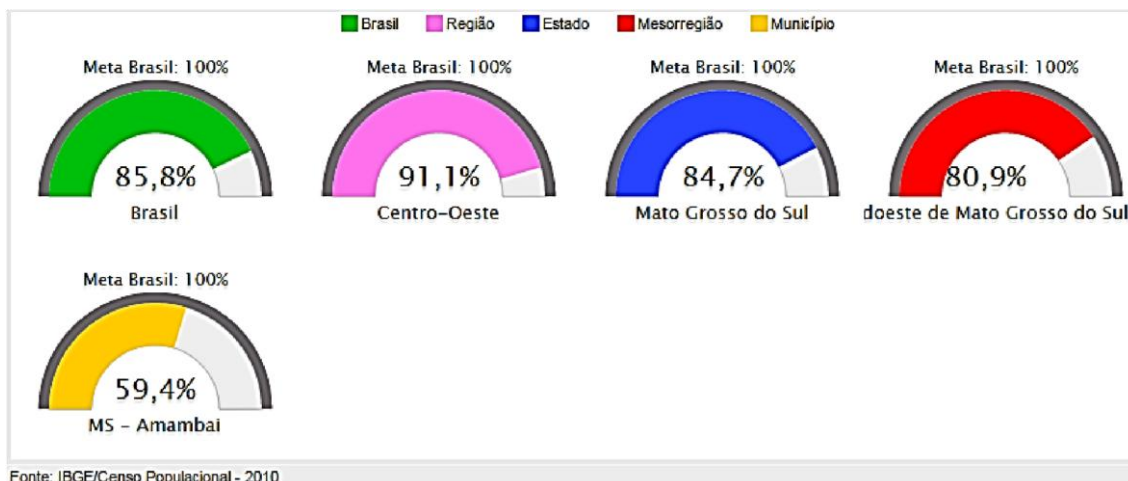 Brasil Região Estado Mesorregião Município
Meta Brasil: 100% Meta Brasil: 100% Meta Brasil: 100% Meta Brasil: 100%
85,8% 91,1% 84,7% 80,9%
Brasil Centro-Oeste Mato Grosso do Sul doeste de Mato Grosso do Sul
Meta Brasil: 100%
59,4%
MS - Amambai
Fonte: IBGE/Censo Populacional - 2010